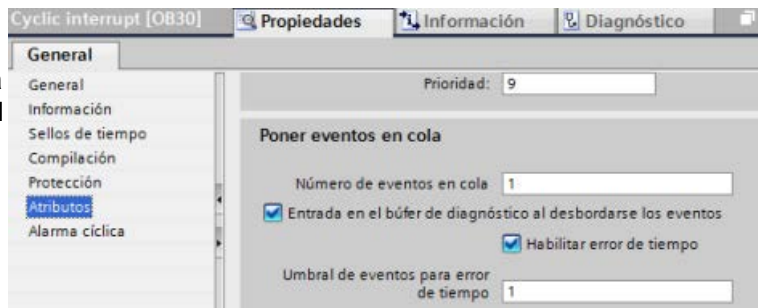 Cyclic interrupt [OB30]
Propiedades
Información
Diagnóstico
General
General
Información
Sellos de tiempo
Compilación
Protección
Atributos
Alarma cíclica
Prioridad: 9
Poner eventos en cola
Número de eventos en cola 1
Entrada en el búfer de diagnóstico al desbordarse los eventos
Habilitar error de tiempo
Umbral de eventos para error
de tiempo 1